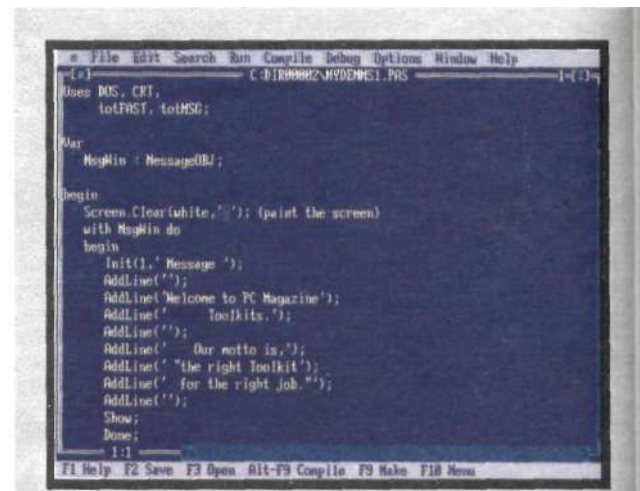 ≡ File Edit Search Run Compile Debug Options Window Help
C:\DIR00002\MYDEMMS1.PAS 1-[↕]
Uses DOS, CRT,
totFAST, totMSG;
Var
MsgWin : MessageOBJ;
begin
Screen.Clear(white,'░'); (paint the screen)
with MsgWin do
begin
Init(1,' Message ');
AddLine('');
AddLine('Welcome to PC Magazine');
AddLine(' Toolkits.');
AddLine('');
AddLine(' Our motto is,');
AddLine(' "the right Toolkit');
AddLine(' for the right job."');
AddLine('');
Show;
Done;
1:1
F1 Help F2 Save F3 Open Alt-F9 Compile F9 Make F10 Menu